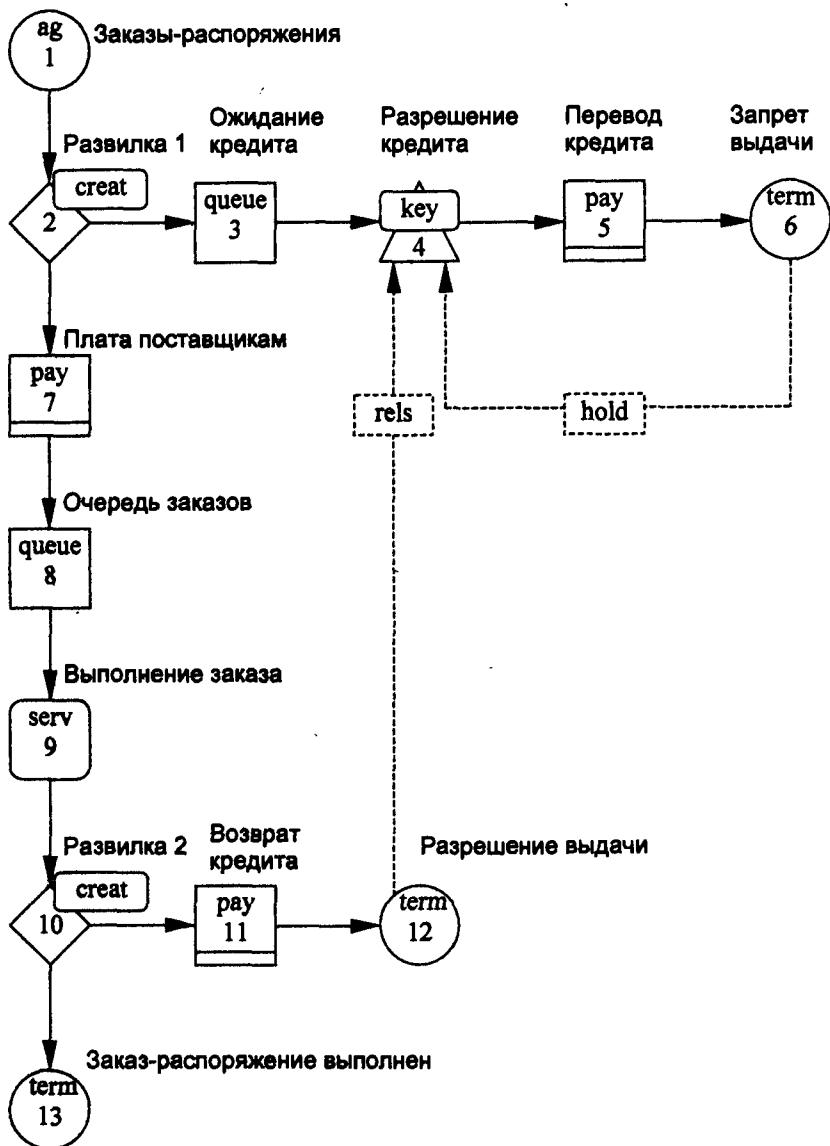 ag
1
Заказы-распоряжения
Развилка 1
creat
2
Ожидание
кредита
queue
3
Разрешение
кредита
key
4
Перевод
кредита
pay
5
Запрет
выдачи
term
6
Плата поставщикам
pay
7
rels
hold
Очередь заказов
queue
8
Выполнение заказа
serv
9
Развилка 2
creat
10
Возврат
кредита
pay
11
Разрешение выдачи
term
12
Заказ-распоряжение выполнен
term
13